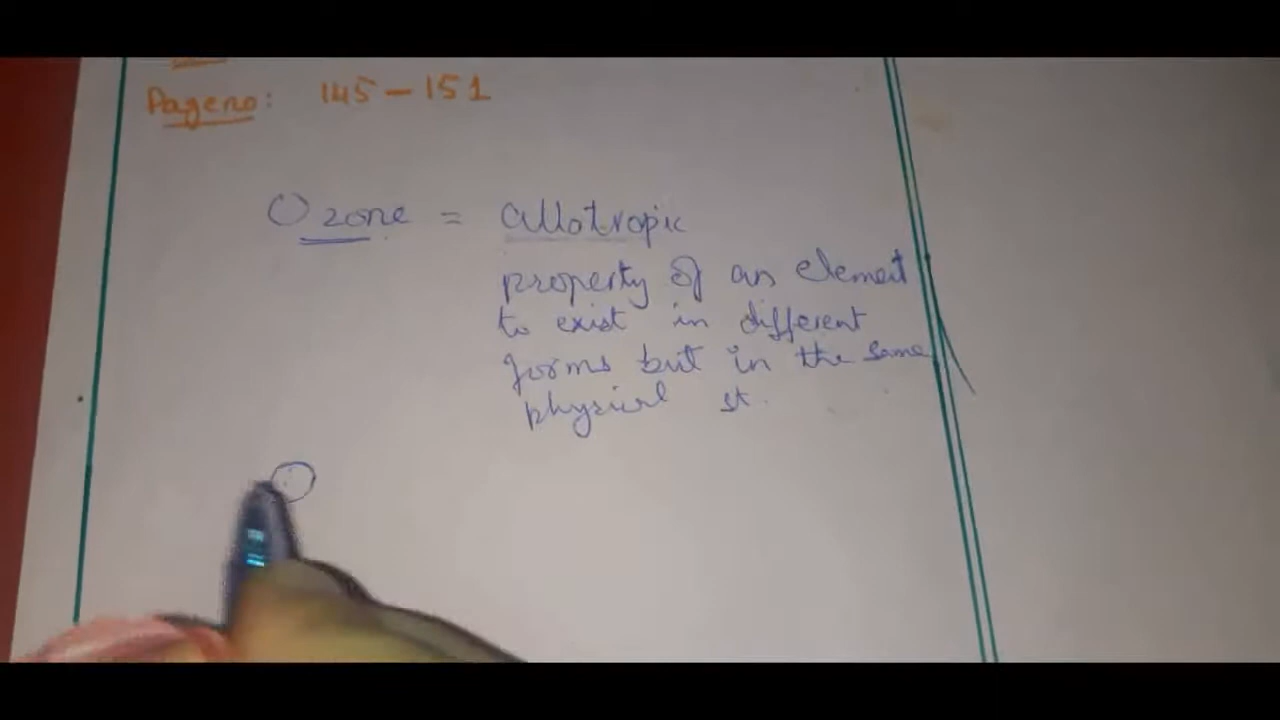 Pageno: 145-151
Ozone = allotropic
property of an element
to exist in different
forms but in the same
physical st.